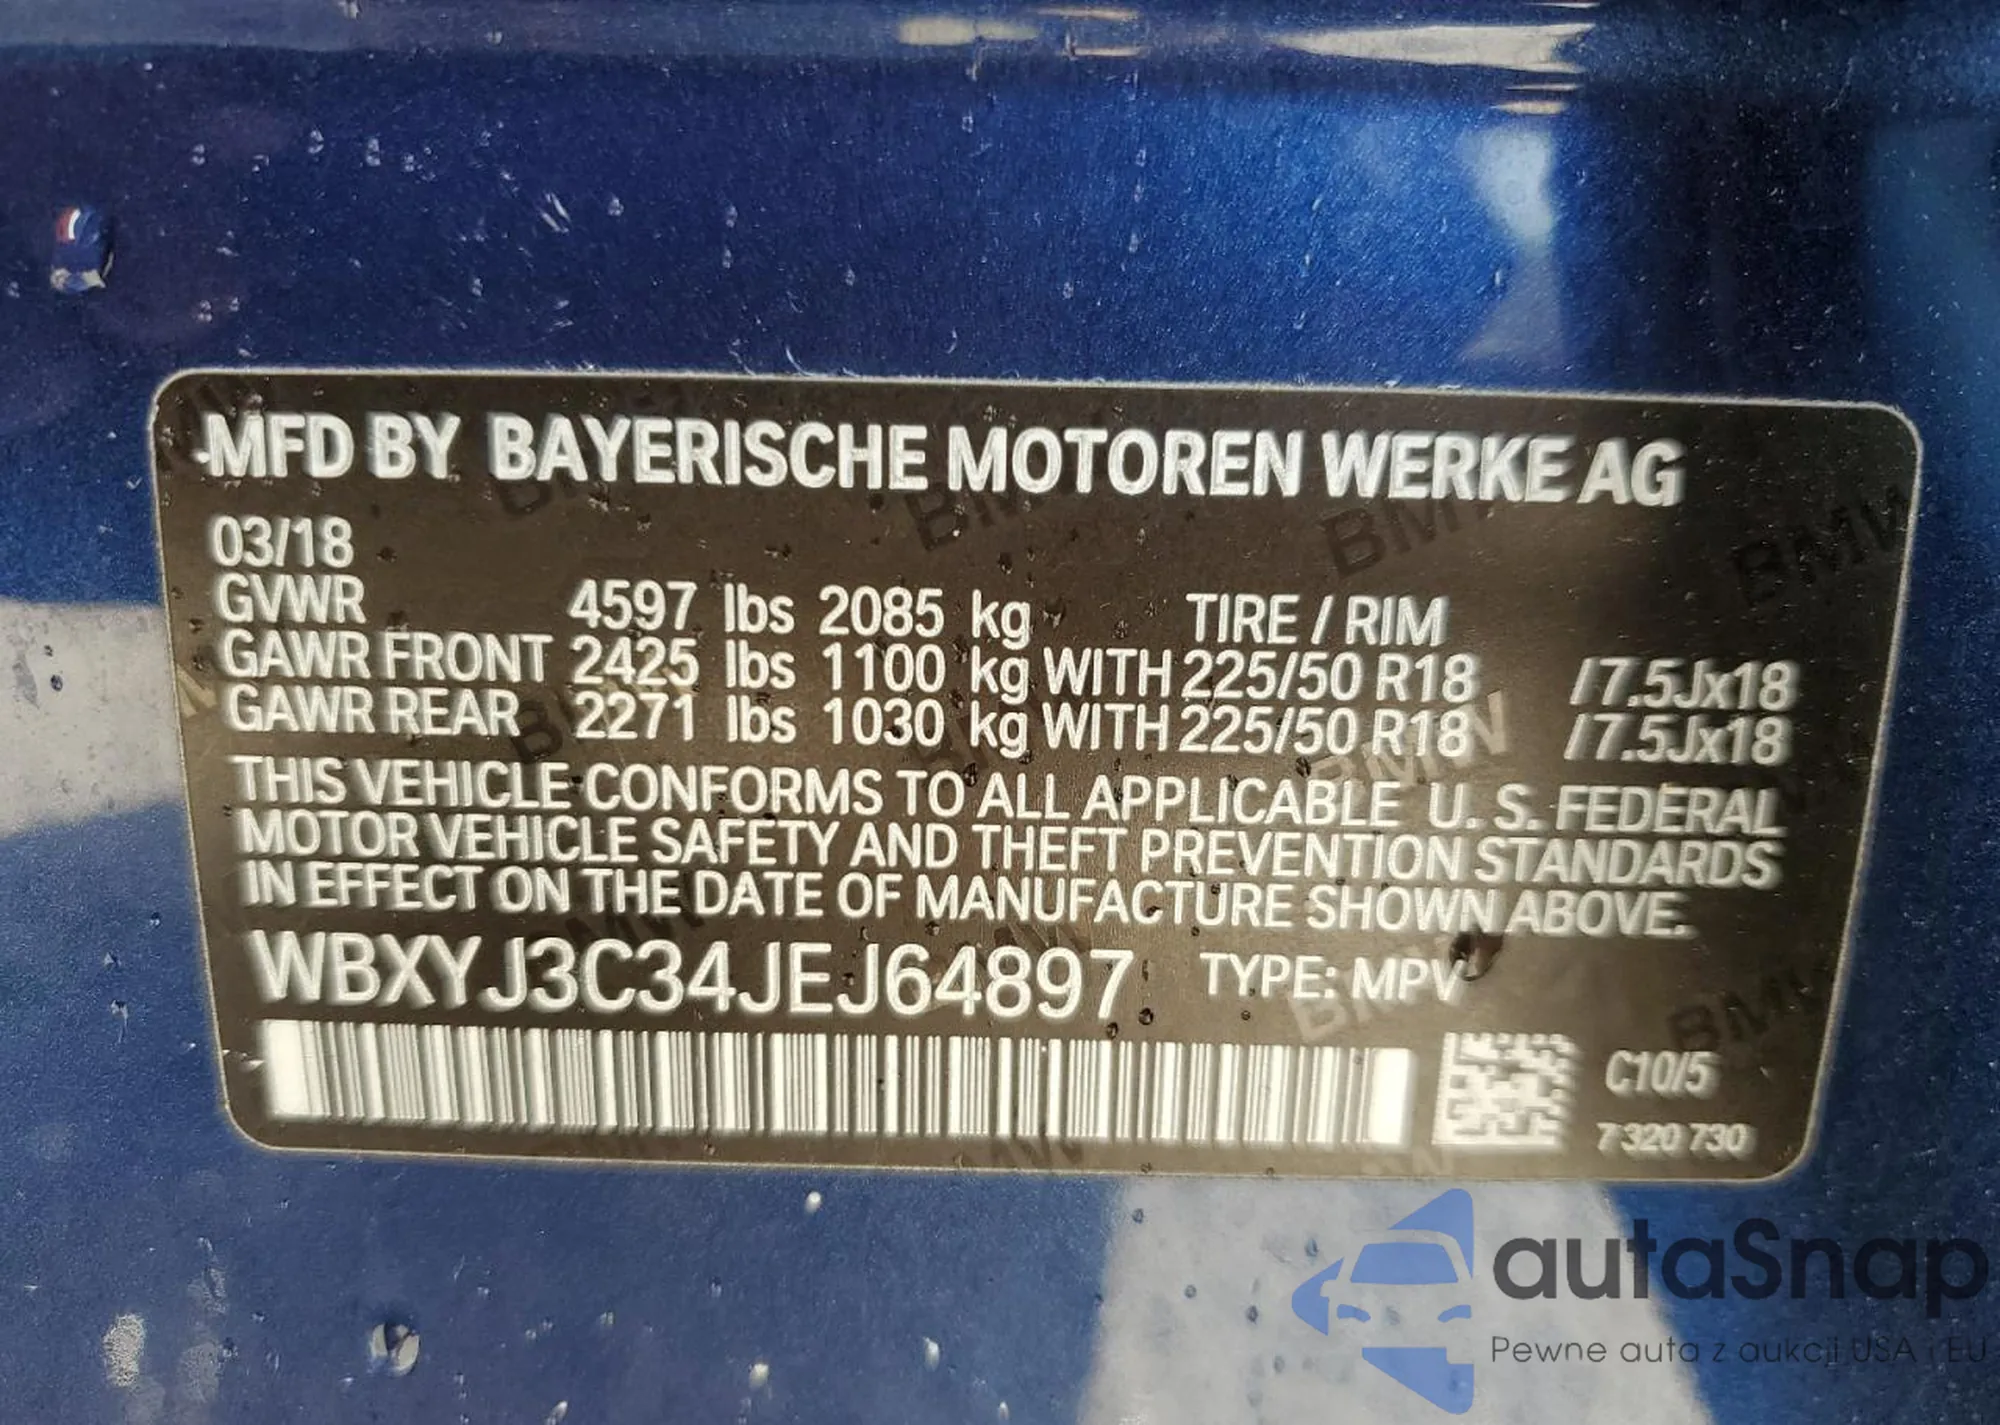 MFD BY BAYERISCHE MOTOREN WERKE AG
03/18
GVWR 4597 lbs 2085 kg TIRE / RIM
GAWR FRONT 2425 lbs 1100 kg WITH 225/50 R18 /7.5Jx18
GAWR REAR 2271 lbs 1030 kg WITH 225/50 R18 /7.5Jx18
THIS VEHICLE CONFORMS TO ALL APPLICABLE U. S. FEDERAL
MOTOR VEHICLE SAFETY AND THEFT PREVENTION STANDARDS
IN EFFECT ON THE DATE OF MANUFACTURE SHOWN ABOVE.
WBXYJ3C34JEJ64897 TYPE: MPV
C10/5
7 320 730
autaSnap
Pewne auta z aukcji USA i EU